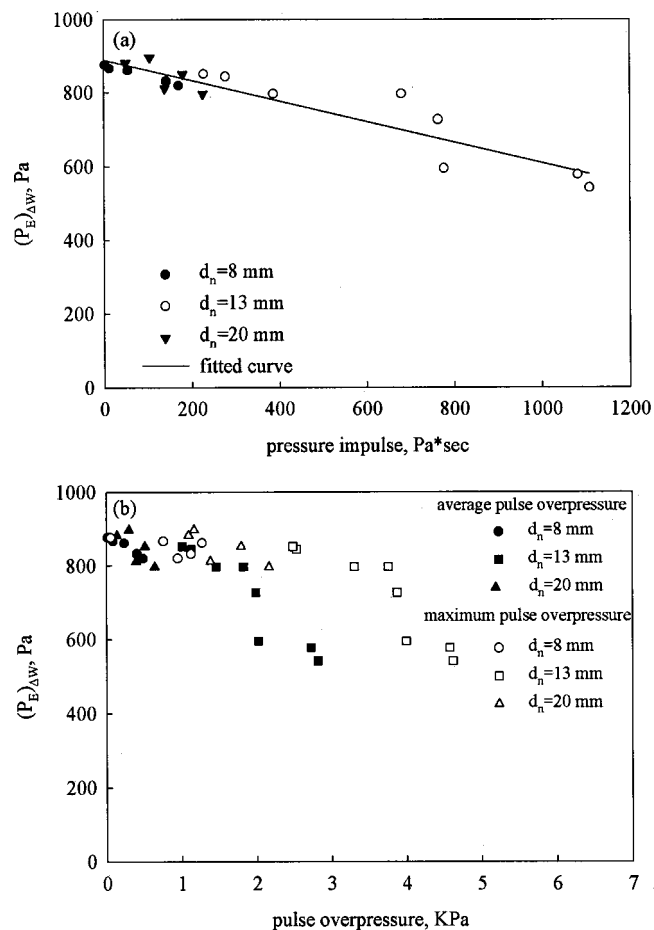 (a)
1000
800
600
400
200
0
(P_E)_ΔW, Pa
d_n=8 mm
d_n=13 mm
d_n=20 mm
fitted curve
0 200 400 600 800 1000 1200
pressure impulse, Pa*sec
(b)
1000
800
600
400
200
0
(P_E)_ΔW, Pa
average pulse overpressure
d_n=8 mm
d_n=13 mm
d_n=20 mm
maximum pulse overpressure
d_n=8 mm
d_n=13 mm
d_n=20 mm
0 1 2 3 4 5 6 7
pulse overpressure, KPa